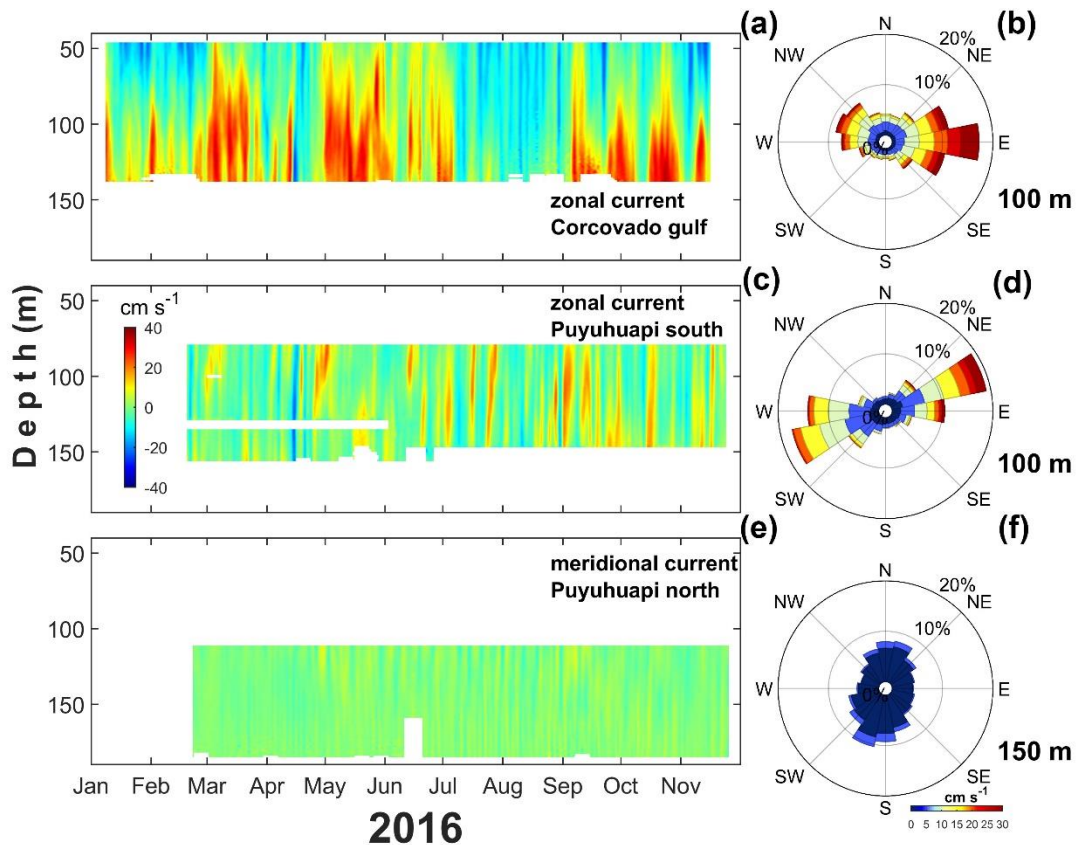 (a)
50
100
150
zonal current
Corcovado gulf
(b)
N
NE
E
SE
S
SW
W
NW
20%
10%
0%
100 m
(c)
50
100
150
cm s⁻¹
40
20
0
-20
-40
zonal current
Puyuhuapi south
Depth (m)
(d)
N
NE
E
SE
S
SW
W
NW
20%
10%
0
100 m
(e)
50
100
150
meridional current
Puyuhuapi north
Jan Feb Mar Apr May Jun Jul Aug Sep Oct Nov
2016
(f)
N
NE
E
SE
S
SW
W
NW
20%
10%
0%
150 m
cm s⁻¹
0 5 10 15 20 25 30